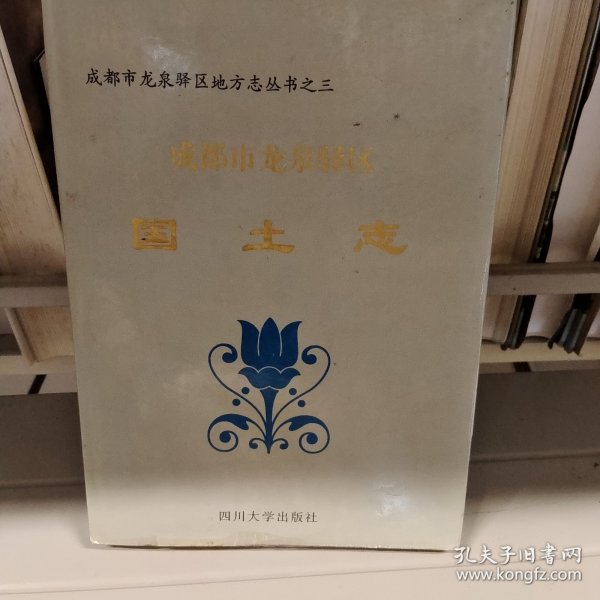 成都市龙泉驿区地方志丛书之三
成都市龙泉驿区
国土志
四川大学出版社
孔夫子旧书网
www.kongfz.com